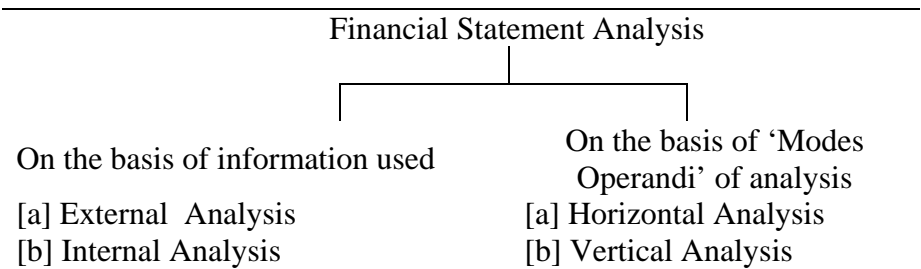 Financial Statement Analysis
On the basis of information used
[a] External Analysis
[b] Internal Analysis
On the basis of ‘Modes
Operandi’ of analysis
[a] Horizontal Analysis
[b] Vertical Analysis